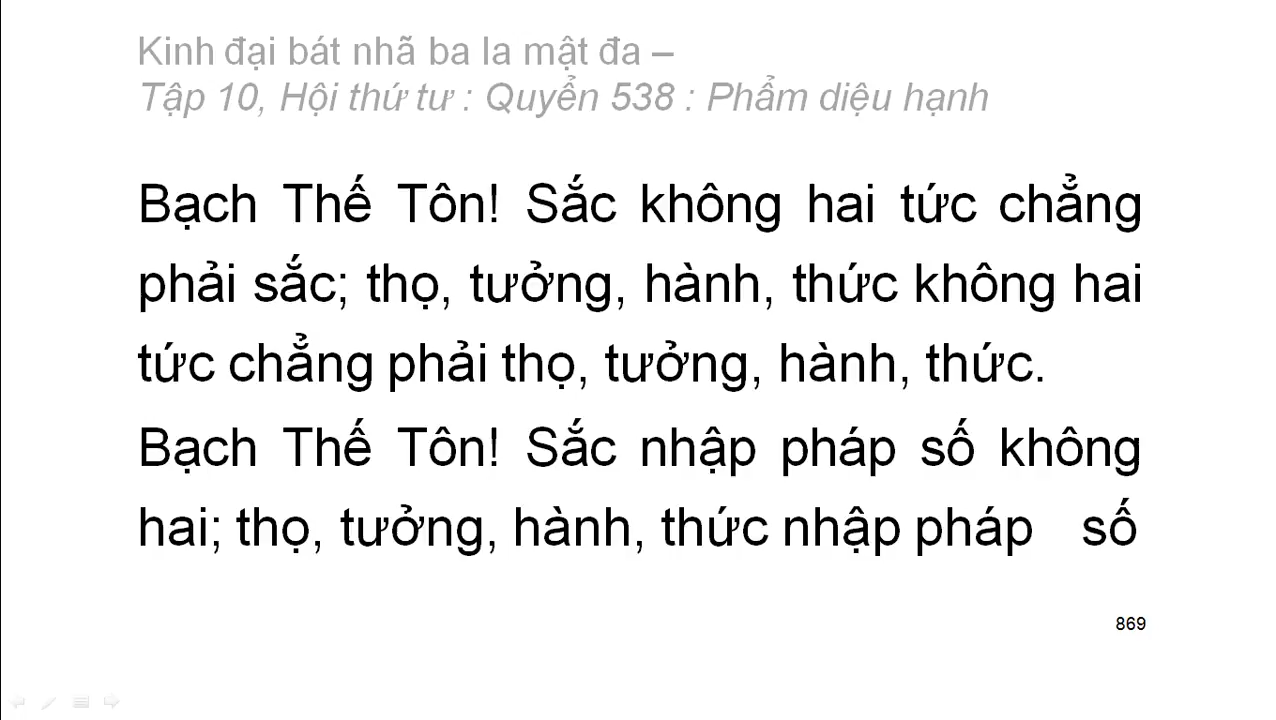 Kinh đại bát nhã ba la mật đa –
Tập 10, Hội thứ tư : Quyển 538 : Phẩm diệu hạnh
Bạch Thế Tôn! Sắc không hai tức chẳng
phải sắc; thọ, tưởng, hành, thức không hai
tức chẳng phải thọ, tưởng, hành, thức.
Bạch Thế Tôn! Sắc nhập pháp số không
hai; thọ, tưởng, hành, thức nhập pháp số
869